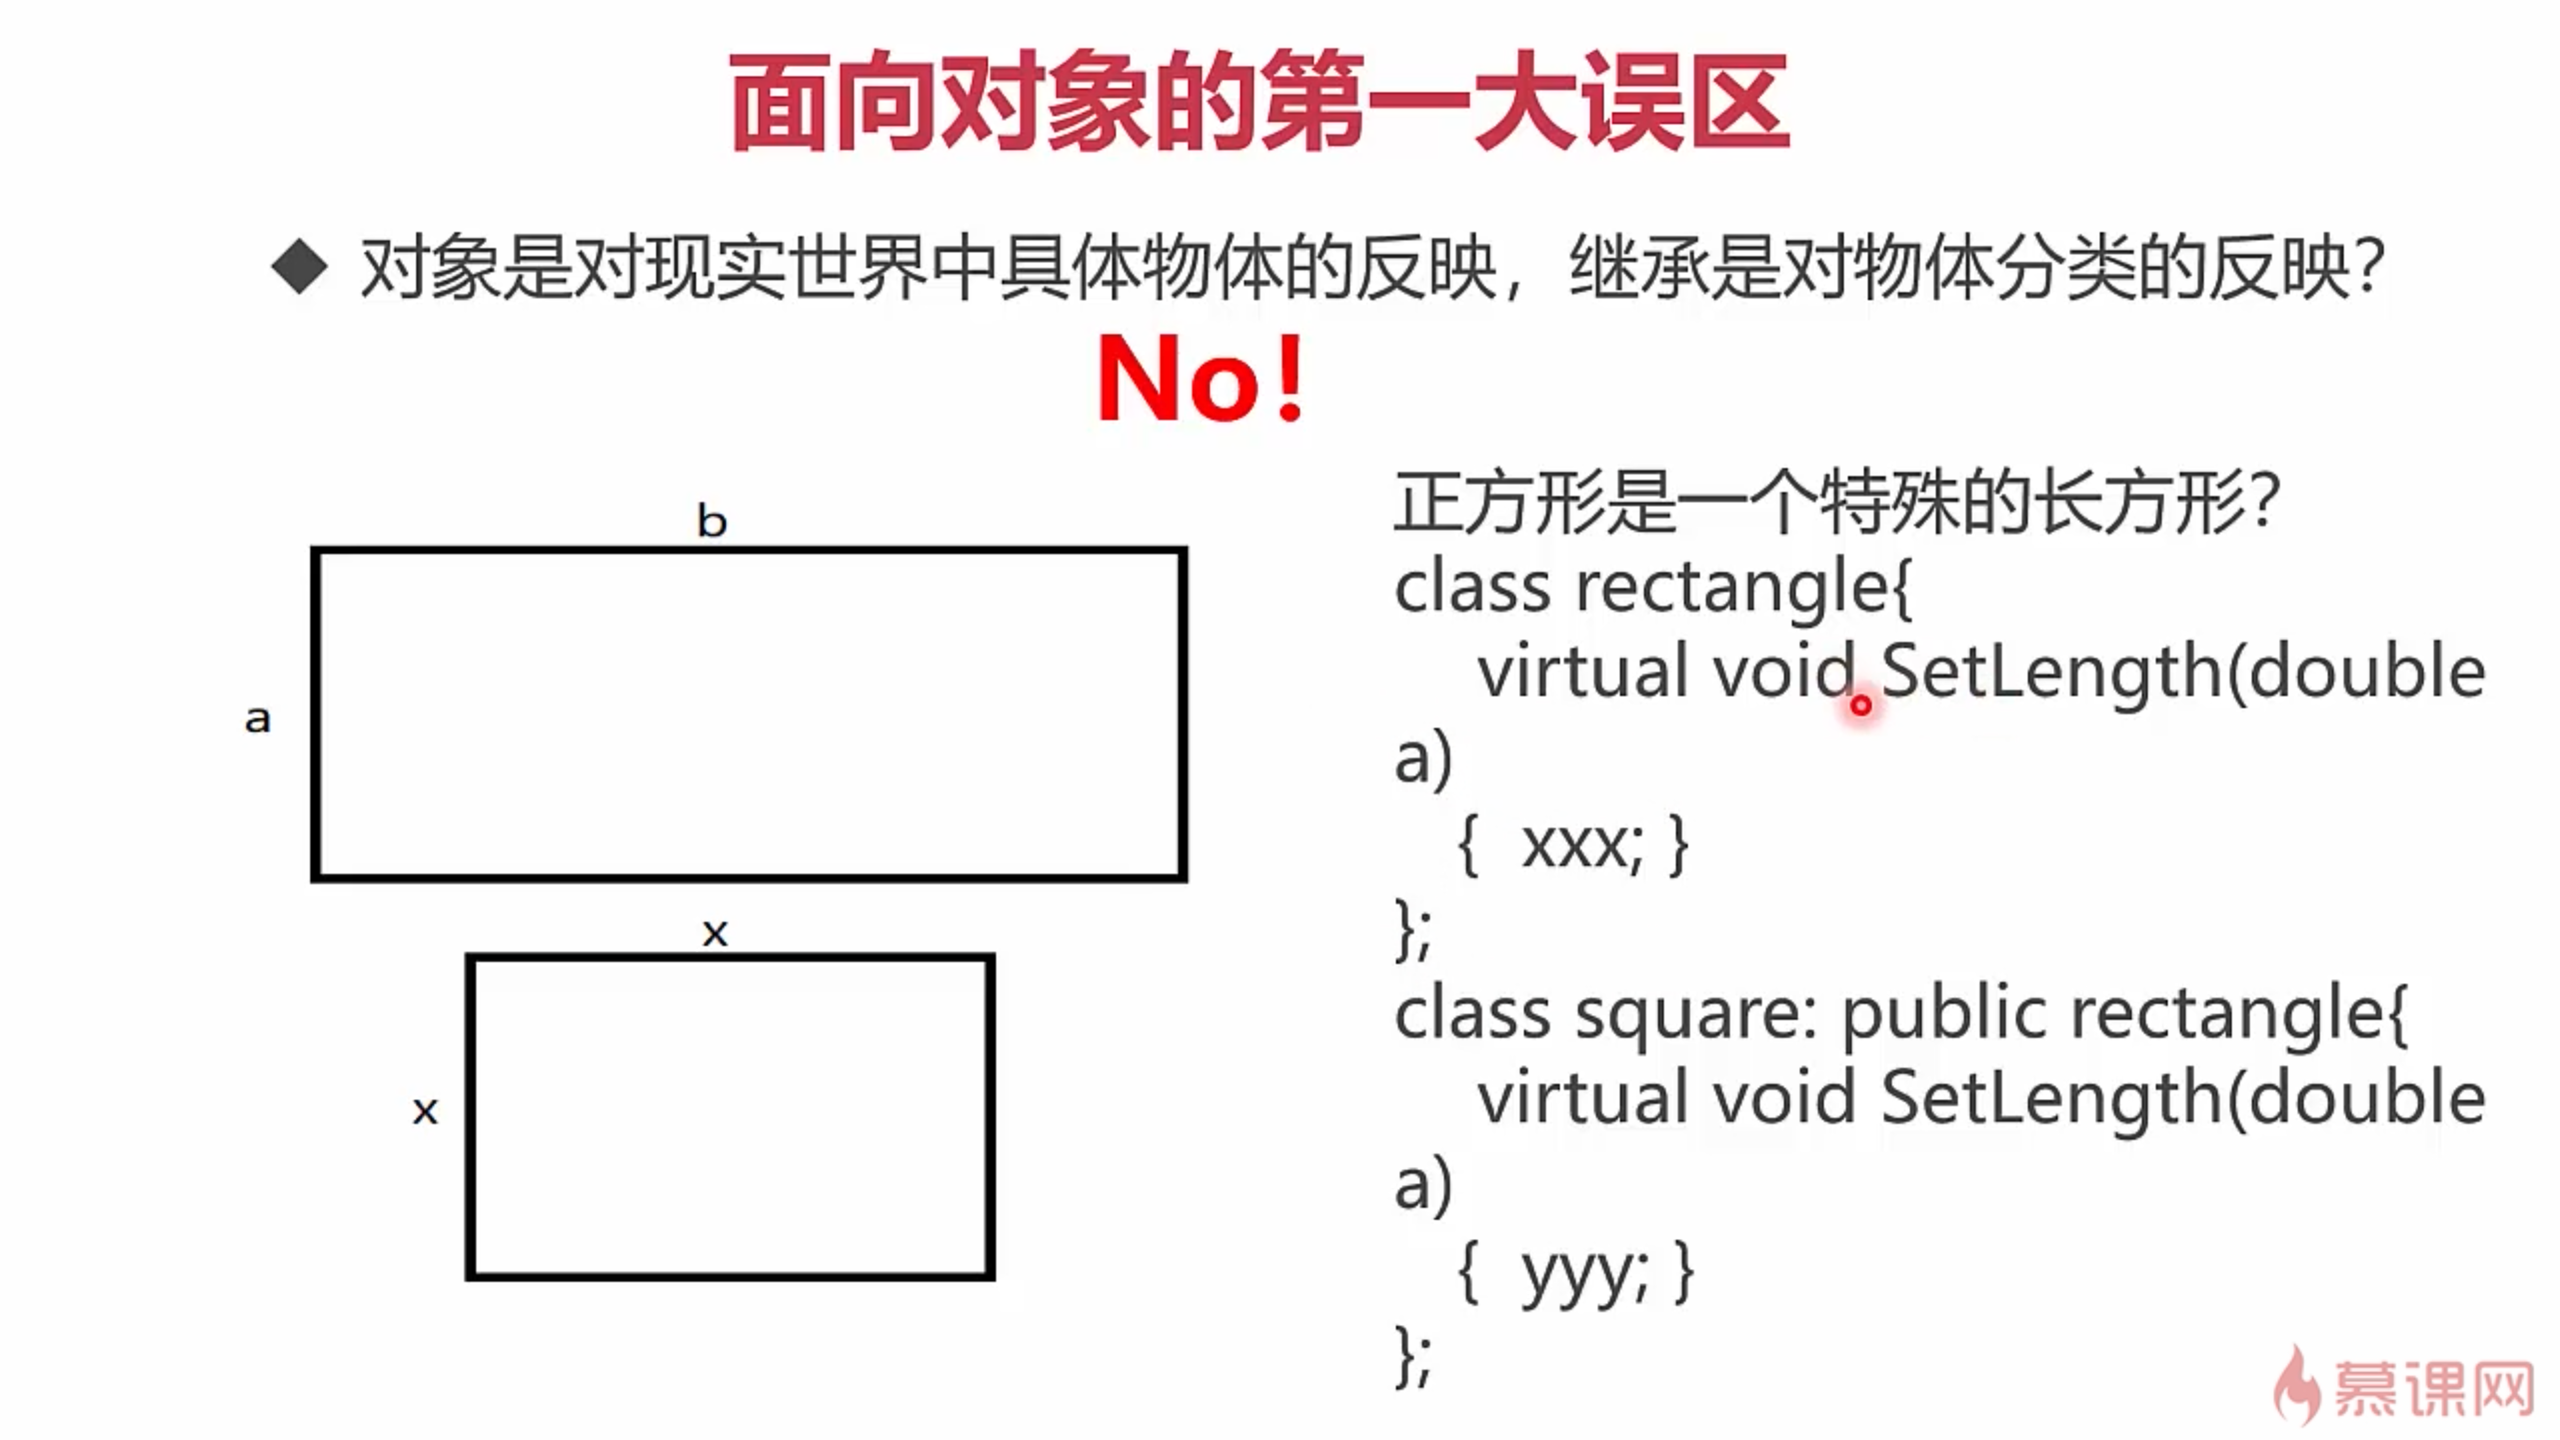 面向对象的第一大误区
◆ 对象是对现实世界中具体物体的反映，继承是对物体分类的反映？
No！
b
a
x
x
正方形是一个特殊的长方形？
class rectangle{
virtual void SetLength(double
a)
{ xxx; }
};
class square: public rectangle{
virtual void SetLength(double
a)
{ yyy; }
};
慕课网